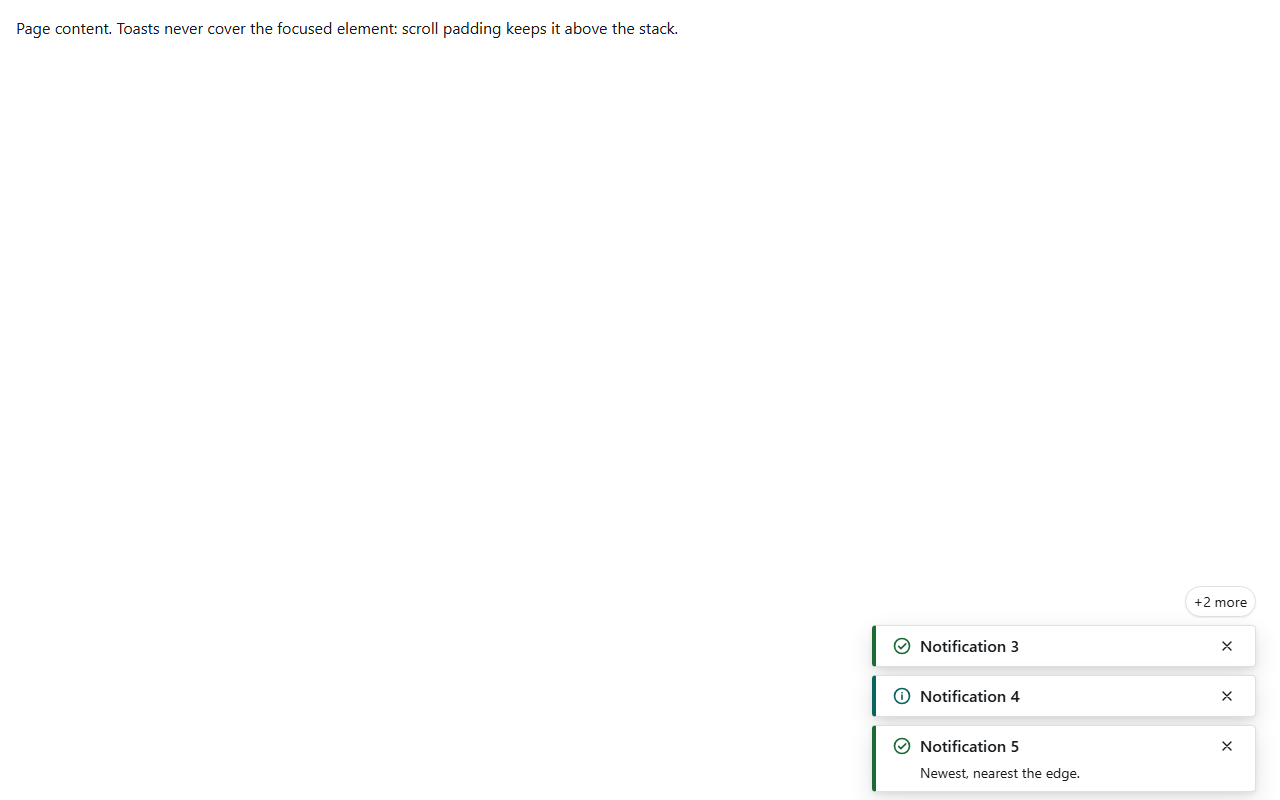 Page content. Toasts never cover the focused element: scroll padding keeps it above the stack.
+2 more
Notification 3
Notification 4
Notification 5
Newest, nearest the edge.